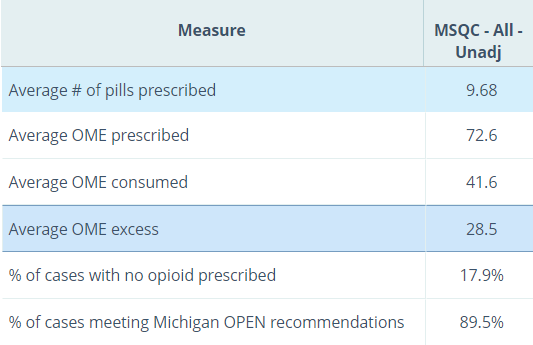 Measure
MSQC - All -
Unadj
Average # of pills prescribed
9.68
Average OME prescribed
72.6
Average OME consumed
41.6
Average OME excess
28.5
% of cases with no opioid prescribed
17.9%
% of cases meeting Michigan OPEN recommendations
89.5%